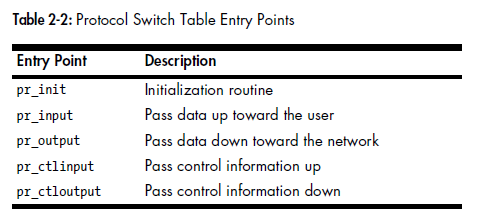 Table 2-2: Protocol Switch Table Entry Points
Entry Point Description
pr_init Initialization routine
pr_input Pass data up toward the user
pr_output Pass data down toward the network
pr_ctlinput Pass control information up
pr_ctloutput Pass control information down